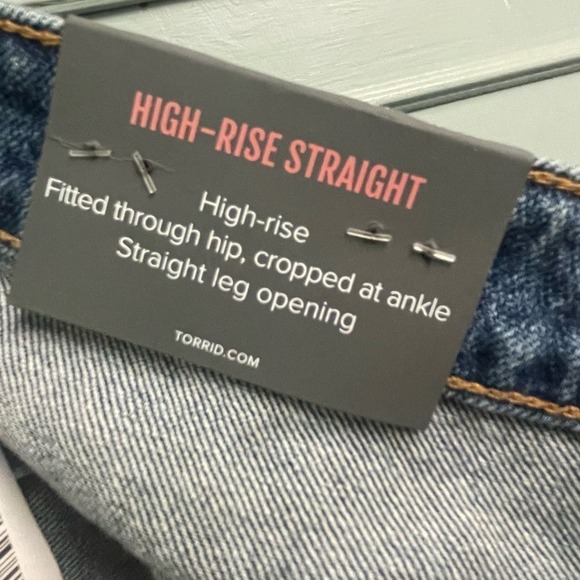 HIGH-RISE STRAIGHT
High-rise
Fitted through hip, cropped at ankle
Straight leg opening
TORRID.COM